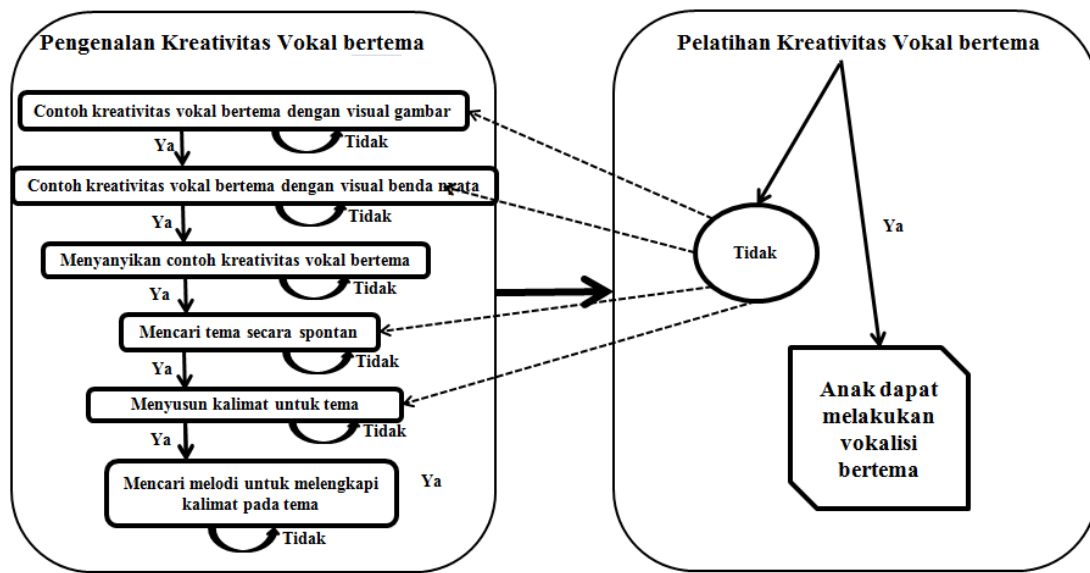 Pengenalan Kreativitas Vokal bertema
Contoh kreativitas vokal bertema dengan visual gambar
Ya
Tidak
Contoh kreativitas vokal bertema dengan visual benda nyata
Ya
Tidak
Menyanyikan contoh kreativitas vokal bertema
Ya
Tidak
Mencari tema secara spontan
Ya
Tidak
Menyusun kalimat untuk tema
Ya
Tidak
Mencari melodi untuk melengkapi
kalimat pada tema
Ya
Tidak
Pelatihan Kreativitas Vokal bertema
Tidak
Ya
Anak dapat
melakukan
vokalisi
bertema